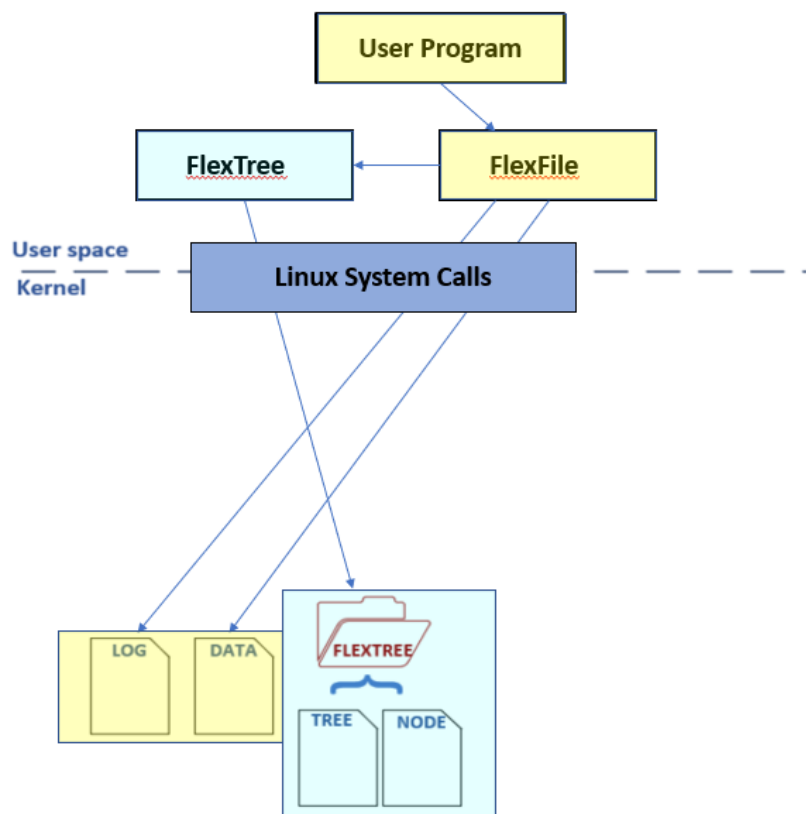 User Program
FlexTree
FlexFile
User space
Linux System Calls
Kernel
FLEXTREE
LOG
DATA
TREE
NODE